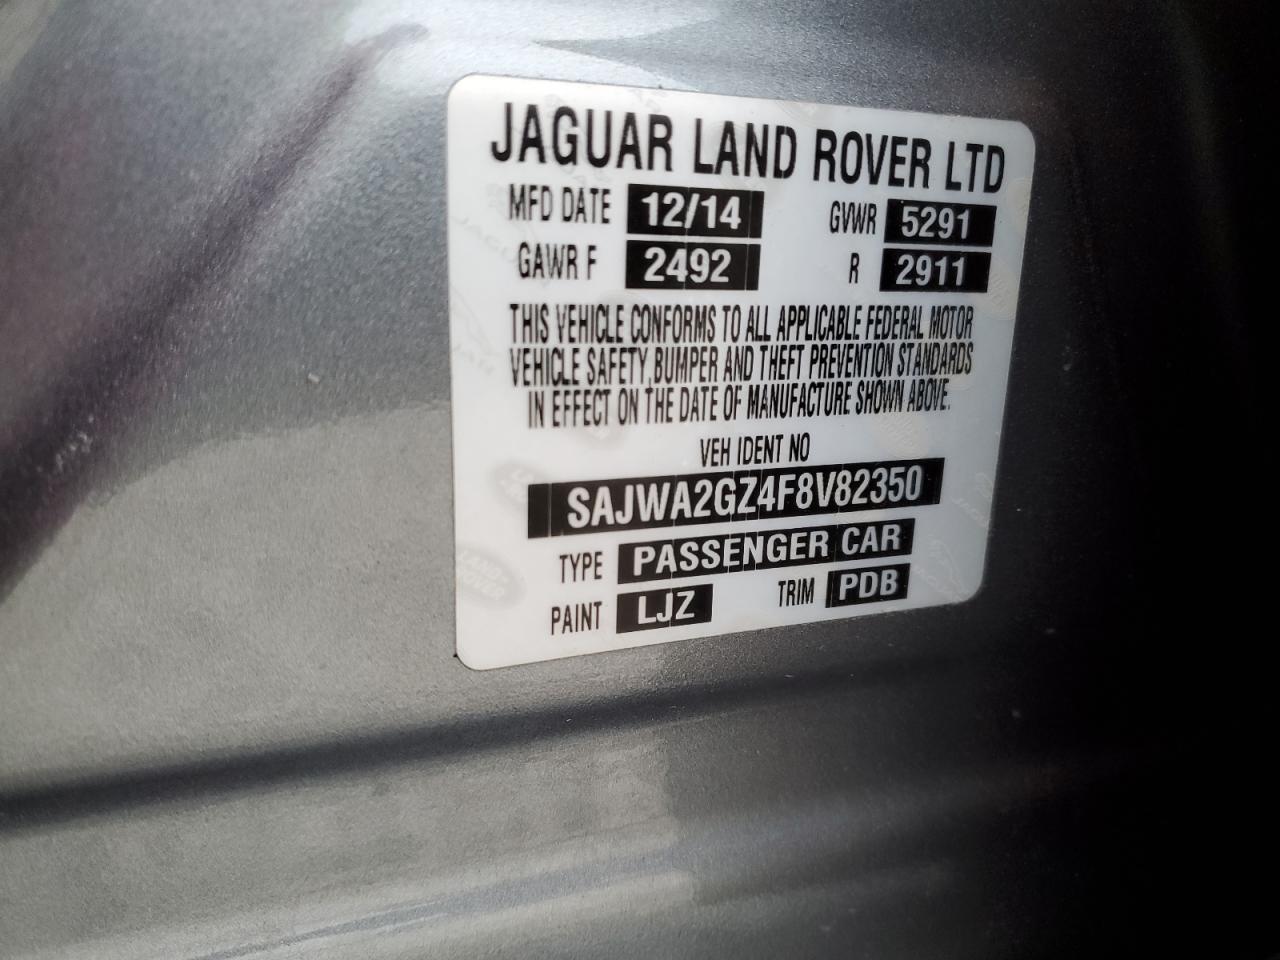 JAGUAR LAND ROVER LTD
MFD DATE 12/14 GVWR 5291
GAWR F 2492 R 2911
THIS VEHICLE CONFORMS TO ALL APPLICABLE FEDERAL MOTOR
VEHICLE SAFETY, BUMPER AND THEFT PREVENTION STANDARDS
IN EFFECT ON THE DATE OF MANUFACTURE SHOWN ABOVE.
VEH IDENT NO
SAJWA2GZ4F8V82350
TYPE PASSENGER CAR
PAINT LJZ TRIM PDB